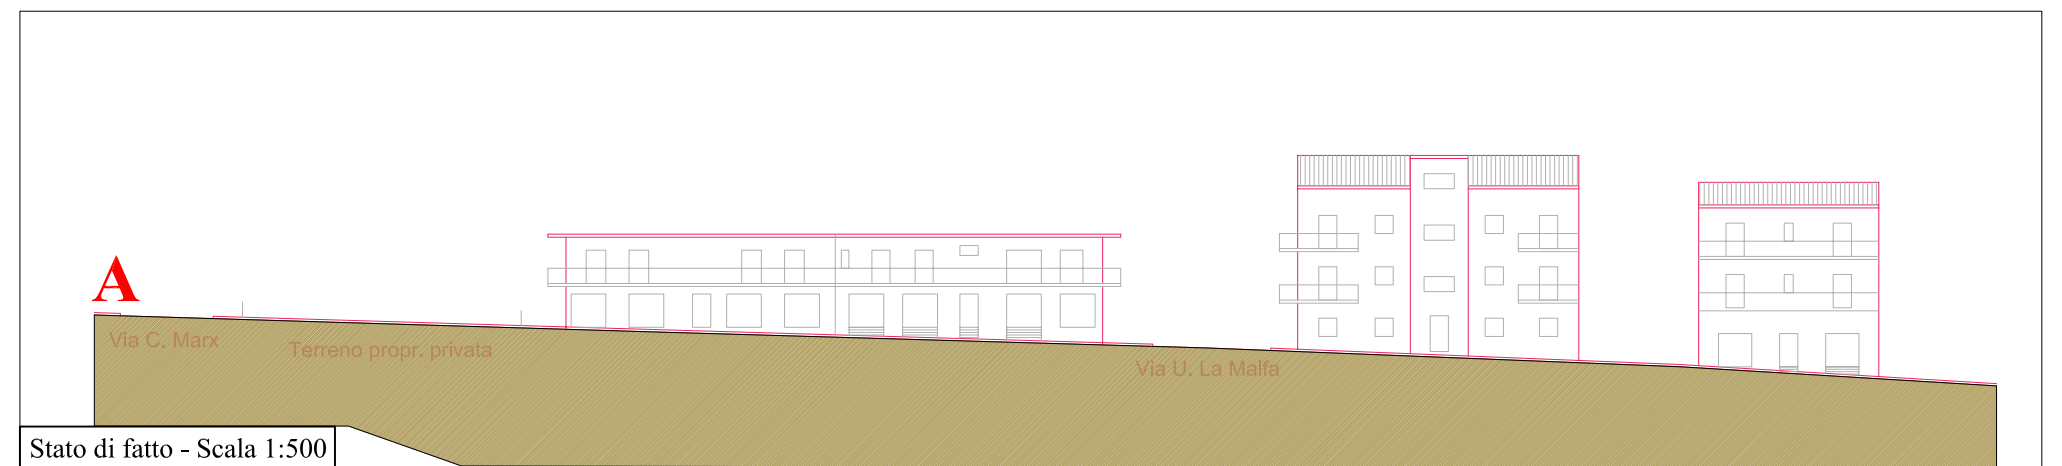 A
Via C. Marx
Terreno propr. privata
Via U. La Malfa
Stato di fatto - Scala 1:500